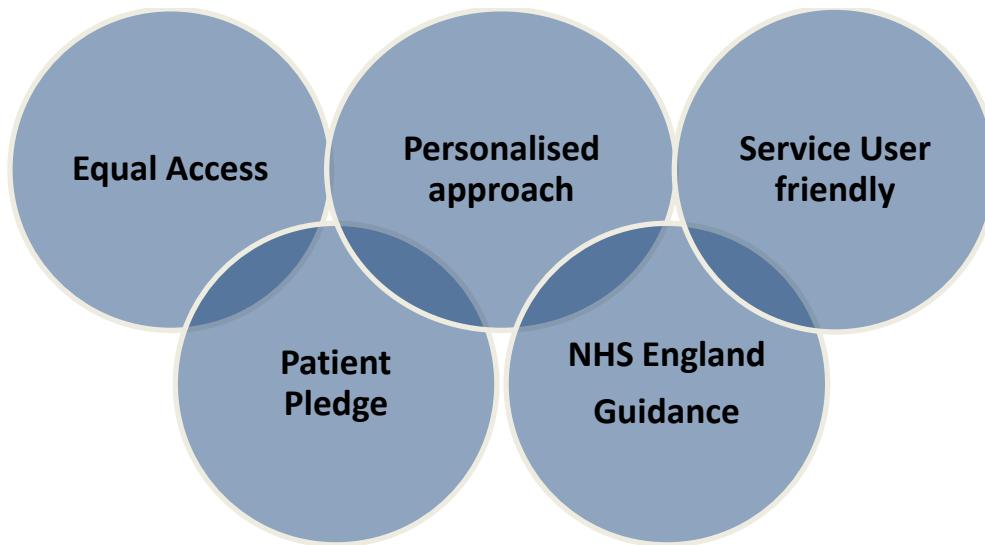 Equal Access
Personalised
approach
Service User
friendly
Patient
Pledge
NHS England
Guidance